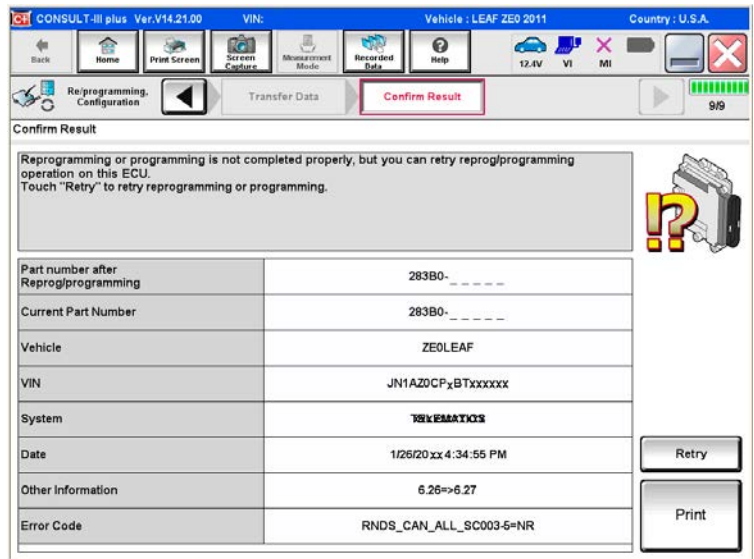 CONSULT-III plus Ver.V14.21.00 VIN: Vehicle : LEAF ZE0 2011 Country : U.S.A.
Back Home Print Screen Screen Capture Measurement Mode Recorded Data Help 12.4V VI MI
Re/programming, Configuration Transfer Data Confirm Result 9/9
Confirm Result
Reprogramming or programming is not completed properly, but you can retry reprog/programming
operation on this ECU.
Touch "Retry" to retry reprogramming or programming.
!?
Part number after
Reprog/programming 283B0-_ _ _ _ _
Current Part Number 283B0-_ _ _ _ _
Vehicle ZE0LEAF
VIN JN1AZ0CPxBTxxxxxx
System
Date 1/26/20xx 4:34:55 PM
Retry
Other Information 6.26=>6.27
Error Code RNDS_CAN_ALL_SC003-5=NR
Print